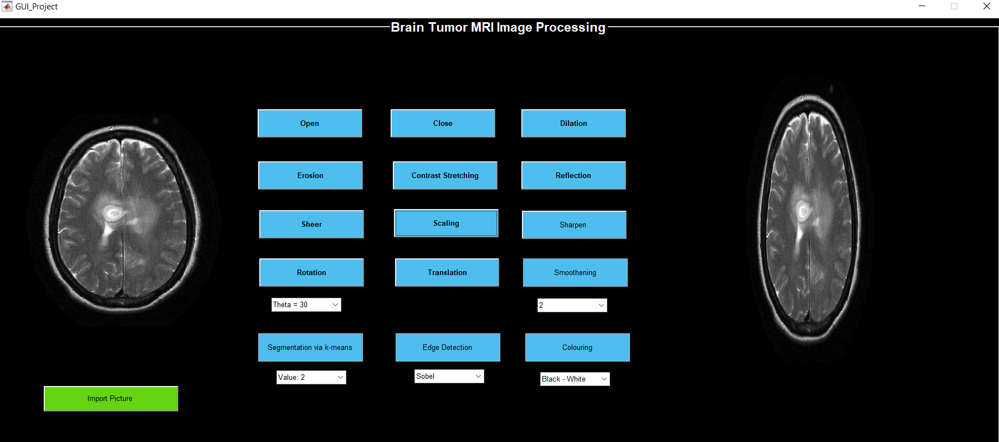 GUI_Project
Brain Tumor MRI Image Processing
Open
Close
Dilation
Erosion
Contrast Stretching
Reflection
Sheer
Scaling
Sharpen
Rotation
Translation
Smoothening
Theta = 30
2
Segmentation via k-means
Edge Detection
Colouring
Value: 2
Sobel
Black - White
Import Picture